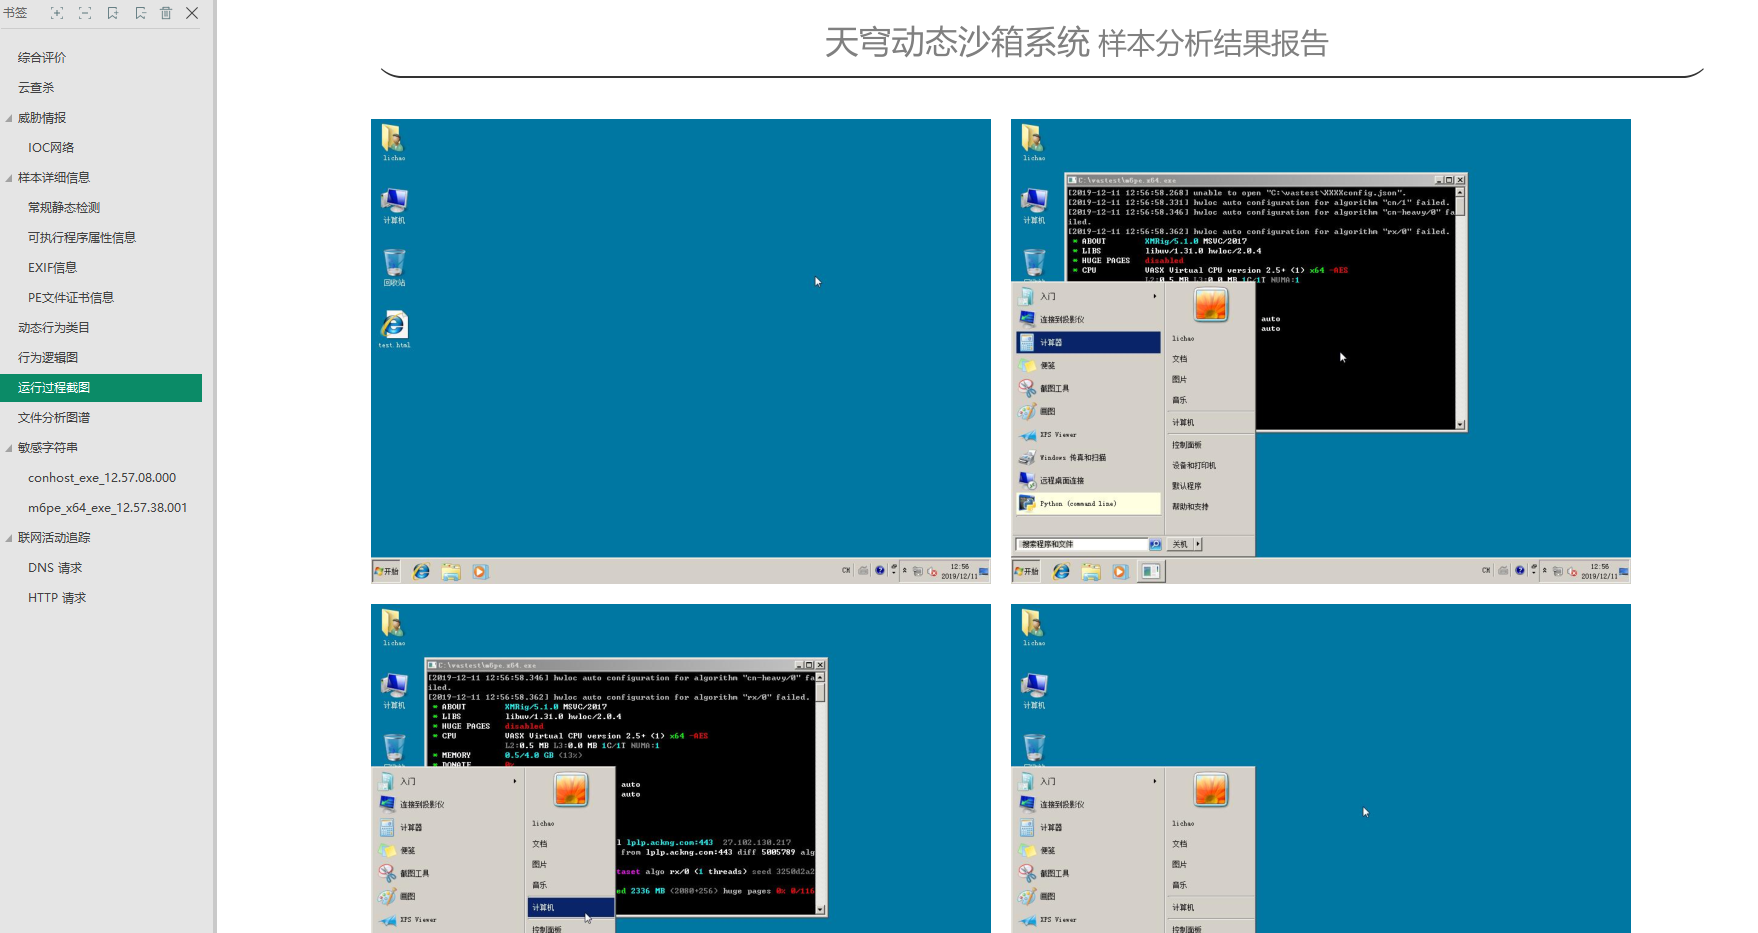 书签
综合评价
云查杀
威胁情报
IOC网络
样本详细信息
常规静态检测
可执行程序属性信息
EXIF信息
PE文件证书信息
动态行为类目
行为逻辑图
运行过程截图
文件分析图谱
敏感字符串
conhost_exe_12.57.08.000
m6pe_x64_exe_12.57.38.001
联网活动追踪
DNS 请求
HTTP 请求
天穹动态沙箱系统 样本分析结果报告
lichao
计算机
回收站
test.html
开始
CH
12:56
2019/12/11
lichao
计算机
回收站
C:\vastest\m6pe.x64.exe
[2019-12-11 12:56:58.268] unable to open "C:\vastest\XXXXconfig.json".
[2019-12-11 12:56:58.331] hwloc auto configuration for algorithm "cn/1" failed.
[2019-12-11 12:56:58.346] hwloc auto configuration for algorithm "cn-heavy/0" fa
iled.
[2019-12-11 12:56:58.362] hwloc auto configuration for algorithm "rx/0" failed.
* ABOUT XMRig/5.1.0 MSVC/2017
* LIBS libuv/1.31.0 hwloc/2.0.4
* HUGE PAGES disabled
* CPU VASX Virtual CPU version 2.5+ (1) x64 -AES
L2:0.5 MB L3:0.0 MB 1C/1T NUMA:1
auto
auto
入门
连接到投影仪
计算器
便笺
截图工具
画图
XPS Viewer
Windows 传真和扫描
远程桌面连接
Python (command line)
搜索程序和文件
lichao
文档
图片
音乐
计算机
控制面板
设备和打印机
默认程序
帮助和支持
关机
开始
CH
12:56
2019/12/11
lichao
计算机
C:\vastest\m6pe.x64.exe
[2019-12-11 12:56:58.346] hwloc auto configuration for algorithm "cn-heavy/0" fa
iled.
[2019-12-11 12:56:58.362] hwloc auto configuration for algorithm "rx/0" failed.
* ABOUT XMRig/5.1.0 MSVC/2017
* LIBS libuv/1.31.0 hwloc/2.0.4
* HUGE PAGES disabled
* CPU VASX Virtual CPU version 2.5+ (1) x64 -AES
L2:0.5 MB L3:0.0 MB 1C/1T NUMA:1
* MEMORY 0.5/4.0 GB (13%)
* DONATE 0%
auto
auto
l lplp.ackng.com:443 27.102.130.217
from lplp.ackng.com:443 diff 5005789 alg
taset algo rx/0 (1 threads) seed 3250d2a2
ed 2336 MB (2080+256) huge pages 0% 0/116
入门
连接到投影仪
计算器
便笺
截图工具
画图
XPS Viewer
lichao
文档
图片
音乐
计算机
控制面板
lichao
计算机
入门
连接到投影仪
计算器
便笺
截图工具
画图
XPS Viewer
lichao
文档
图片
音乐
计算机
控制面板